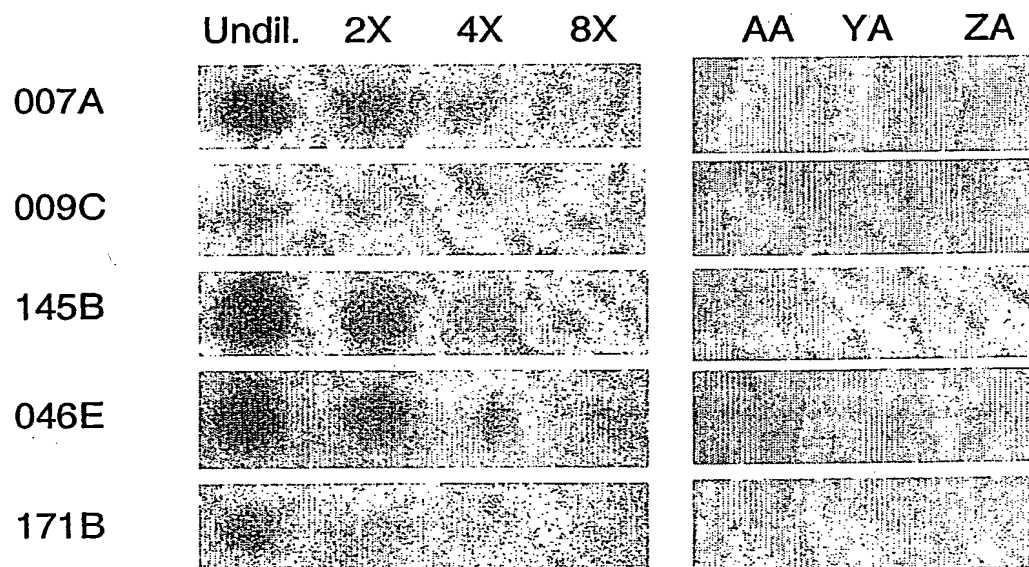 Undil. 2X 4X 8X AA YA ZA
007A
009C
145B
046E
171B